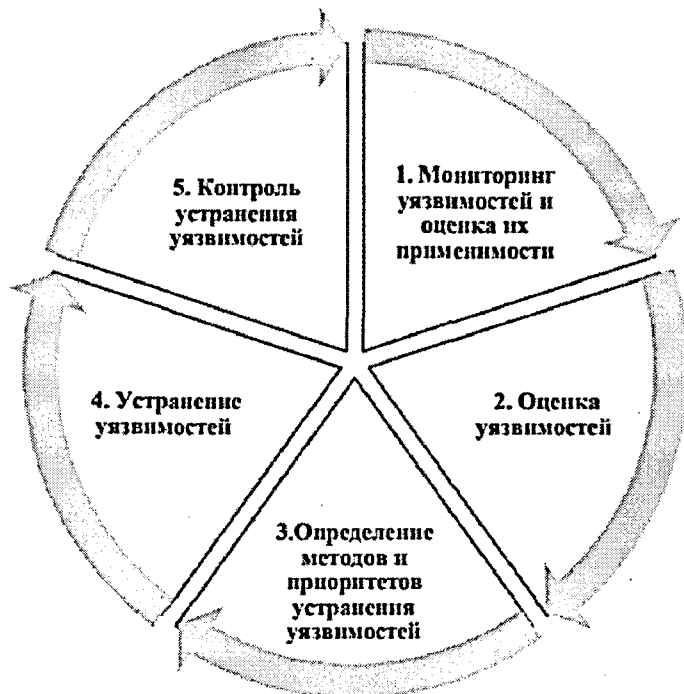 1. Мониторинг
уязвимостей и
оценка их
применимости
2. Оценка
уязвимостей
3.Определение
методов и
приоритетов
устранения
уязвимостей
4. Устранение
уязвимостей
5. Контроль
устранения
уязвимостей